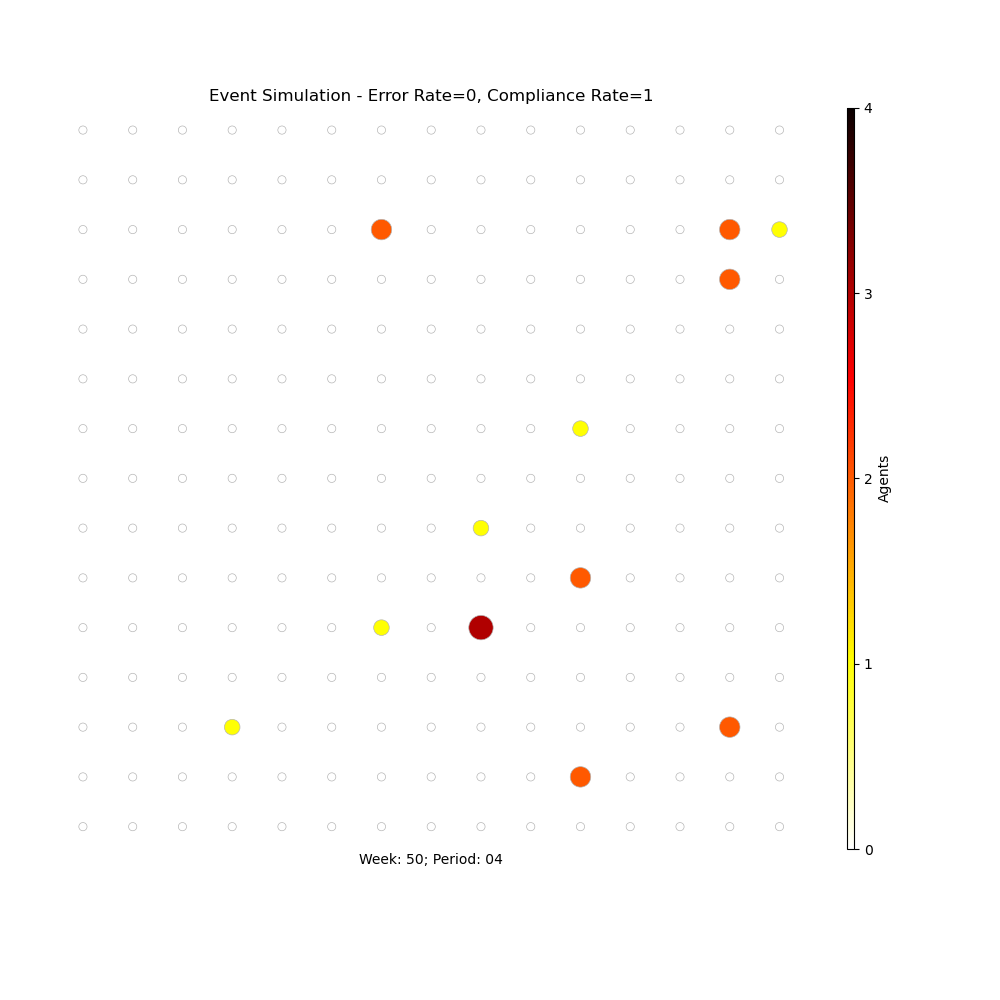 Event Simulation - Error Rate=0, Compliance Rate=1
4
3
2
1
0
Agents
Week: 50; Period: 04